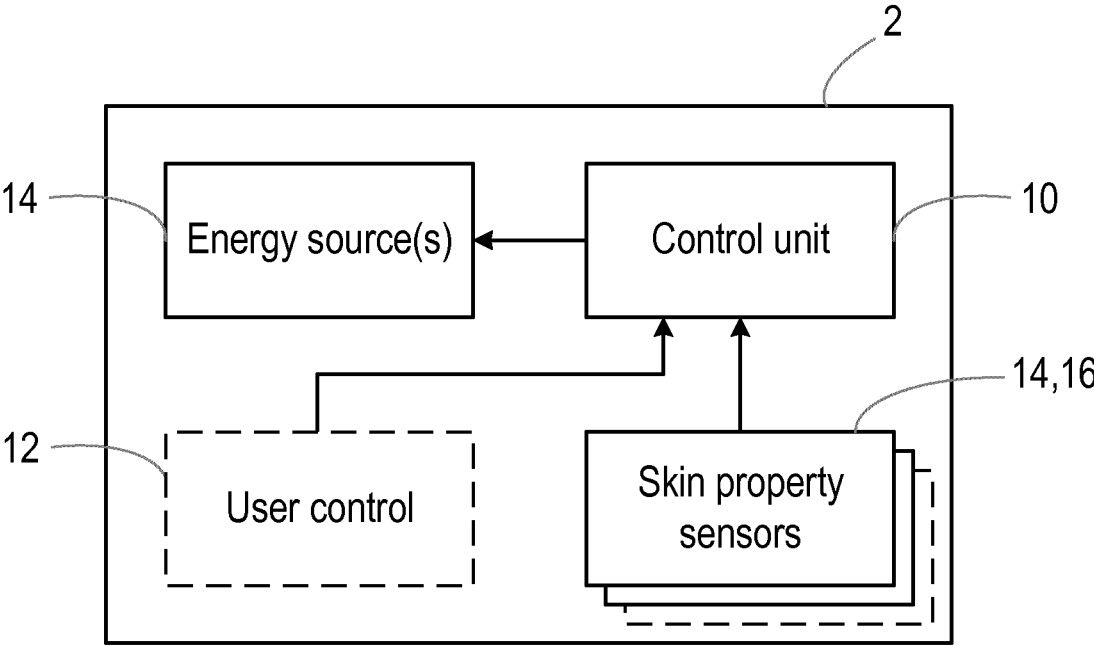 2
14
Energy source(s)
Control unit
10
14,16
12
User control
Skin property
sensors